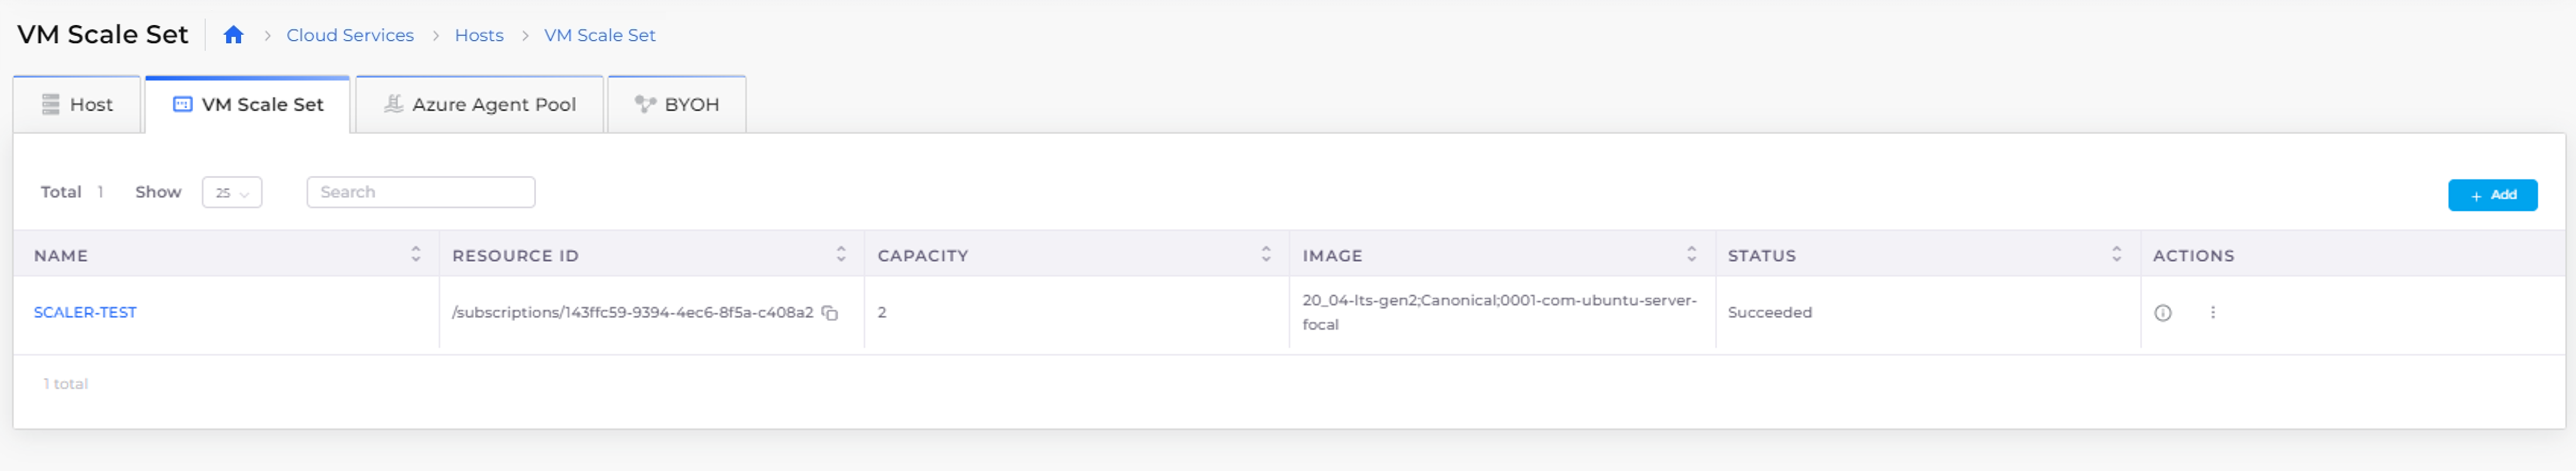 VM Scale Set > Cloud Services > Hosts > VM Scale Set
Host VM Scale Set Azure Agent Pool BYOH
Total 1 Show 25 Search + Add
NAME RESOURCE ID CAPACITY IMAGE STATUS ACTIONS
SCALER-TEST /subscriptions/143ffc59-9394-4ec6-8f5a-c408a2 2 20_04-lts-gen2;Canonical;0001-com-ubuntu-server- Succeeded
focal
1 total